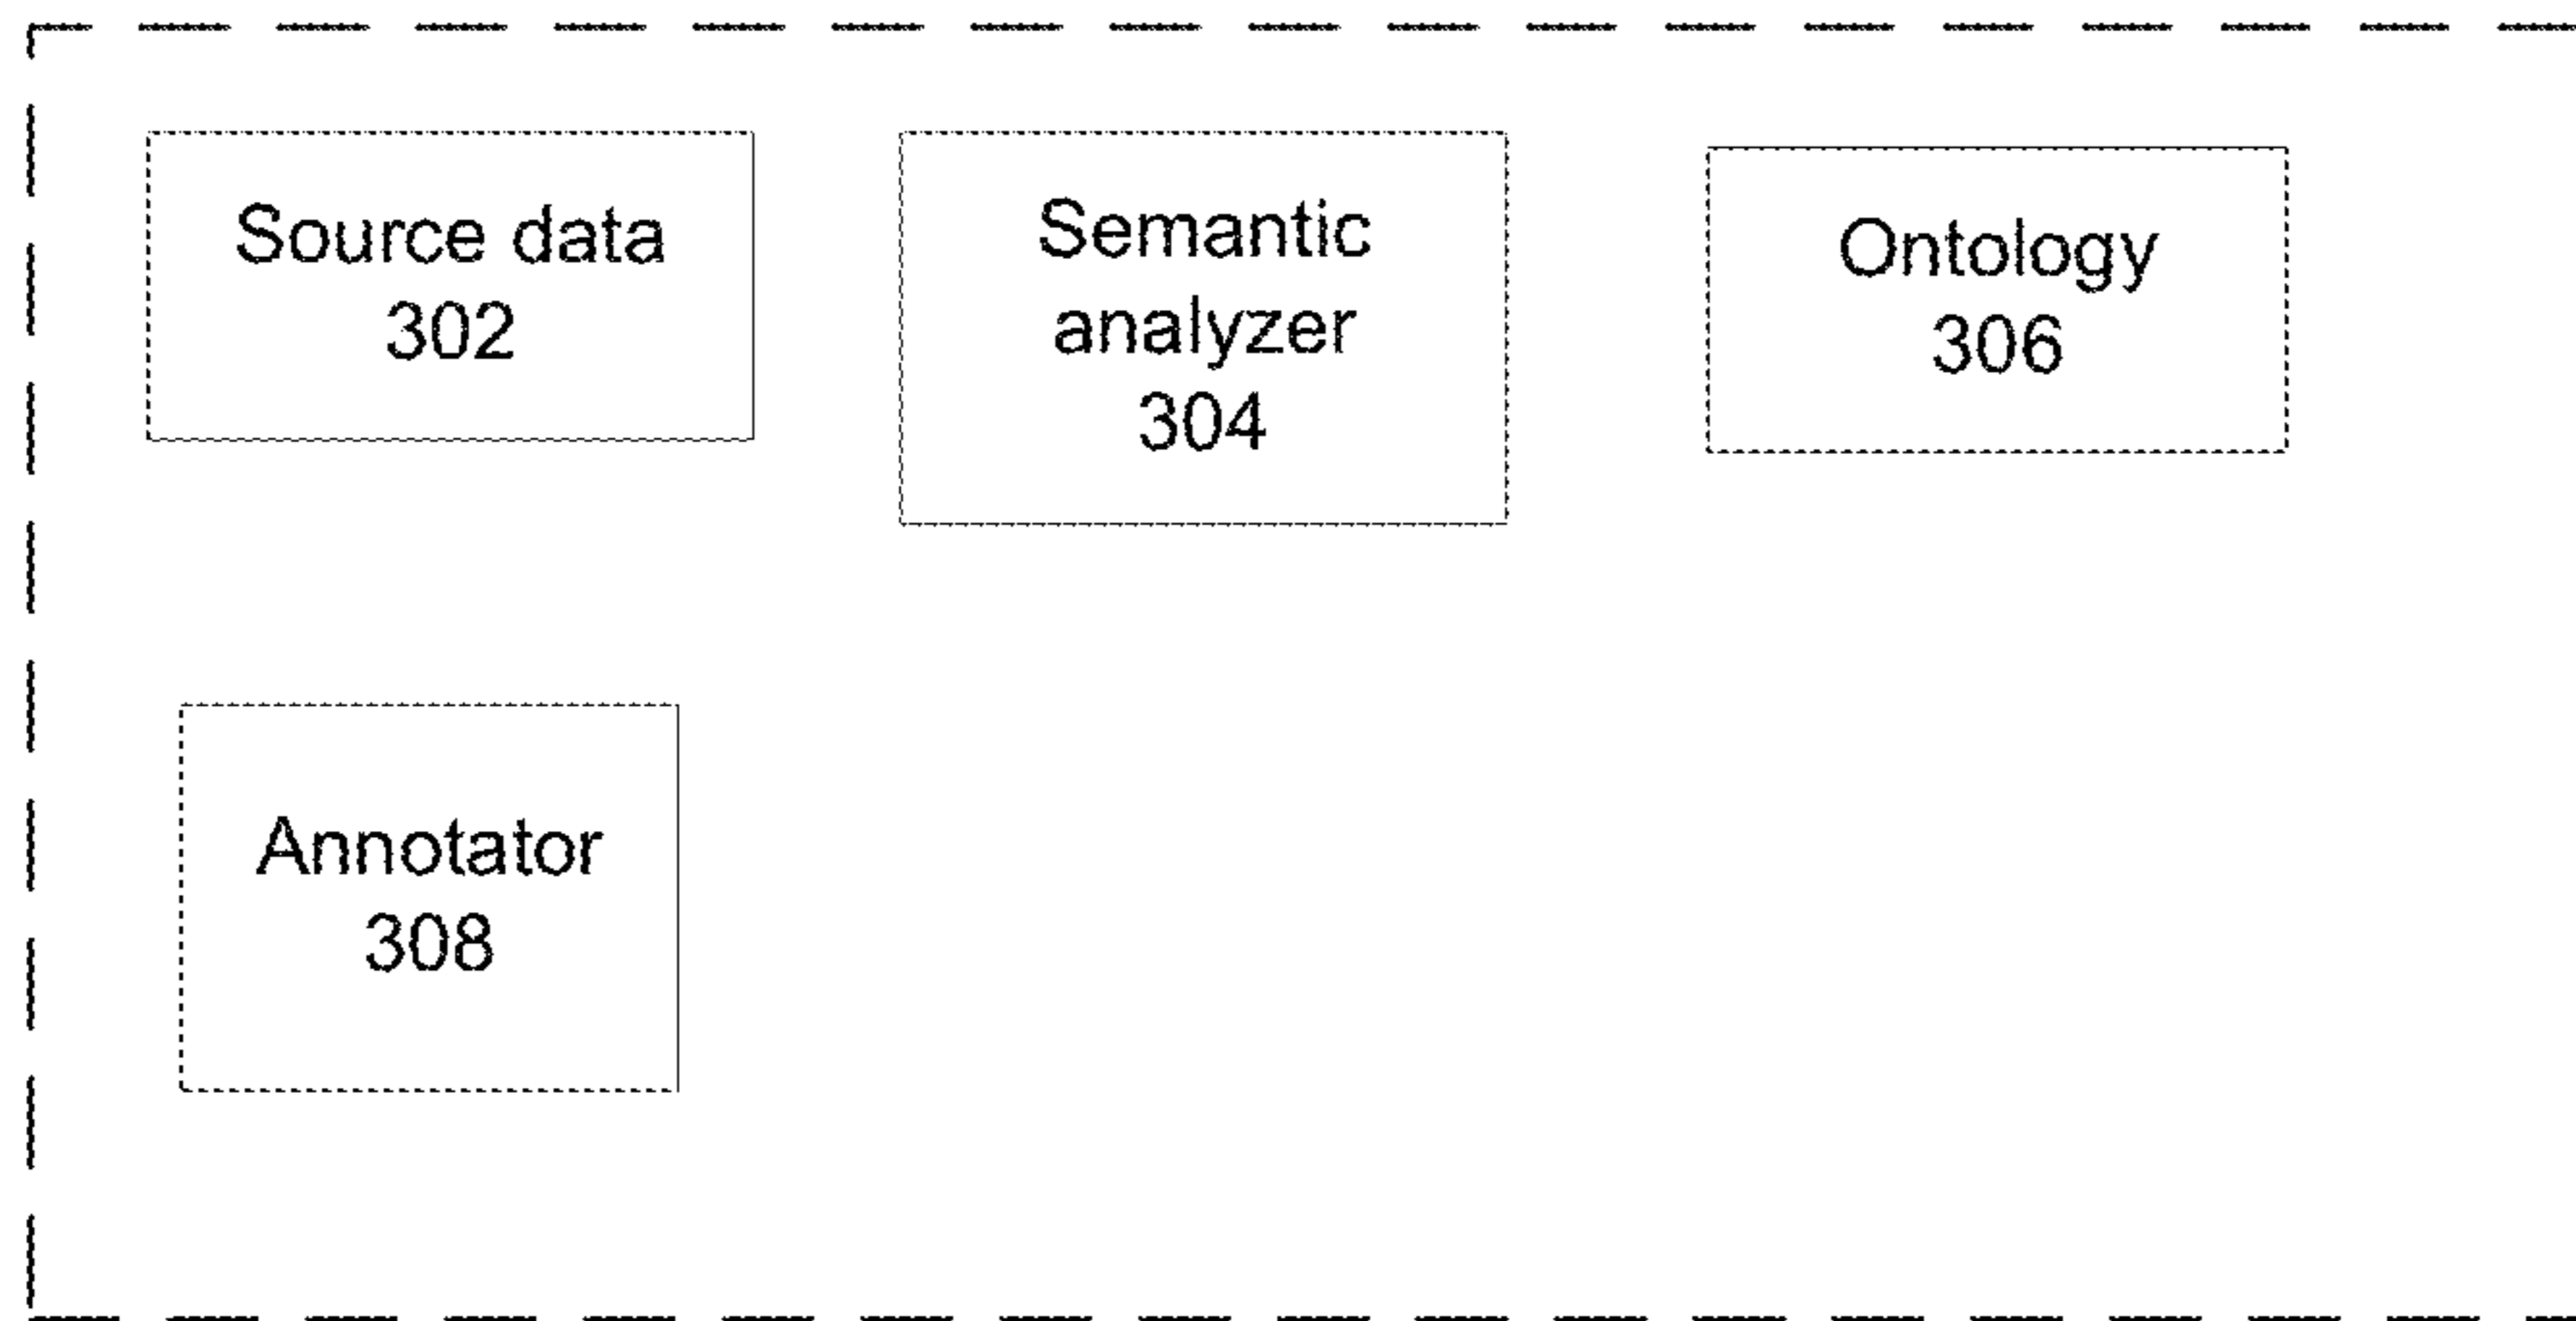 Source data
302
Semantic
analyzer
304
Ontology
306
Annotator
308